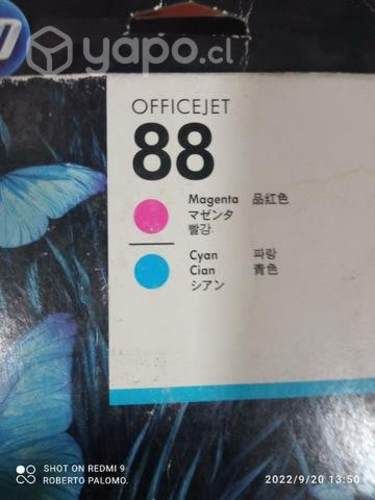 yapo.cl
OFFICEJET
88
Magenta 品紅色
マゼンタ
빨강
Cyan 파랑
Cian 青色
シアン
SHOT ON REDMI 9
ROBERTO PALOMO.
2022/9/20 13:50